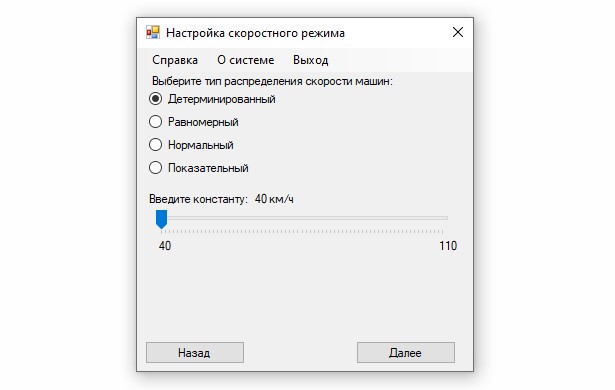 Настройка скоростного режима
Справка О системе Выход
Выберите тип распределения скорости машин:
Детерминированный
Равномерный
Нормальный
Показательный
Введите константу: 40 км/ч
40 110
Назад Далее